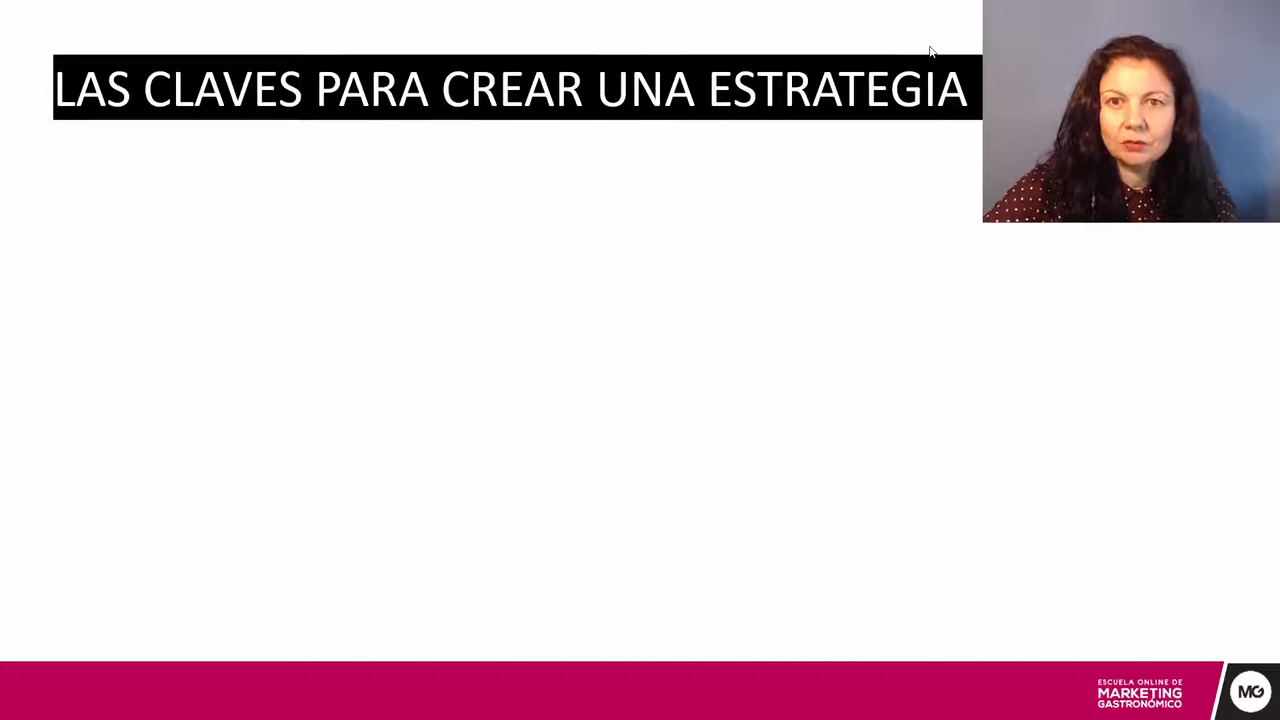 LAS CLAVES PARA CREAR UNA ESTRATEGIA
ESCUELA ONLINE DE
MARKETING
GASTRONÓMICO
MG